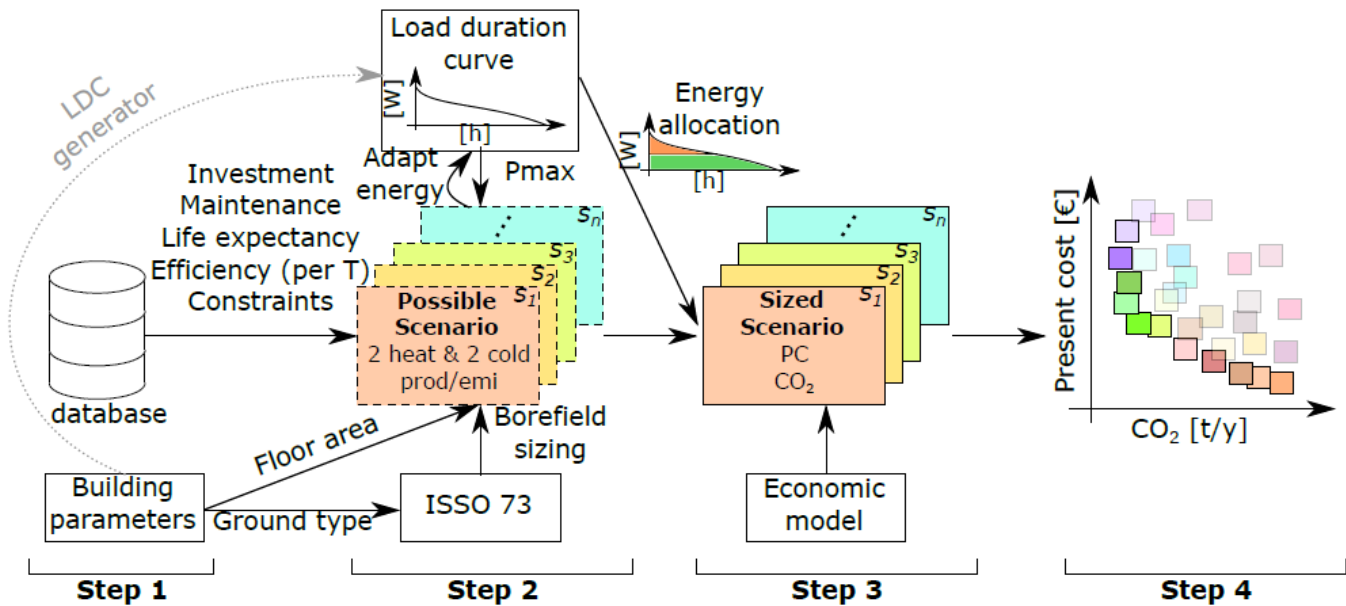 Load duration
curve
[W]
[h]
LDC
generator
Energy
allocation
[W]
[h]
Adapt
energy
Pmax
Investment
Maintenance
Life expectancy
Efficiency (per T)
Constraints
database
sn
s3
s2
s1
Possible
Scenario
2 heat & 2 cold
prod/emi
sn
s3
s2
s1
Sized
Scenario
PC
CO2
Present cost [€]
CO2 [t/y]
Floor area
Borefield
sizing
Building
parameters
Ground type
ISSO 73
Economic
model
Step 1
Step 2
Step 3
Step 4